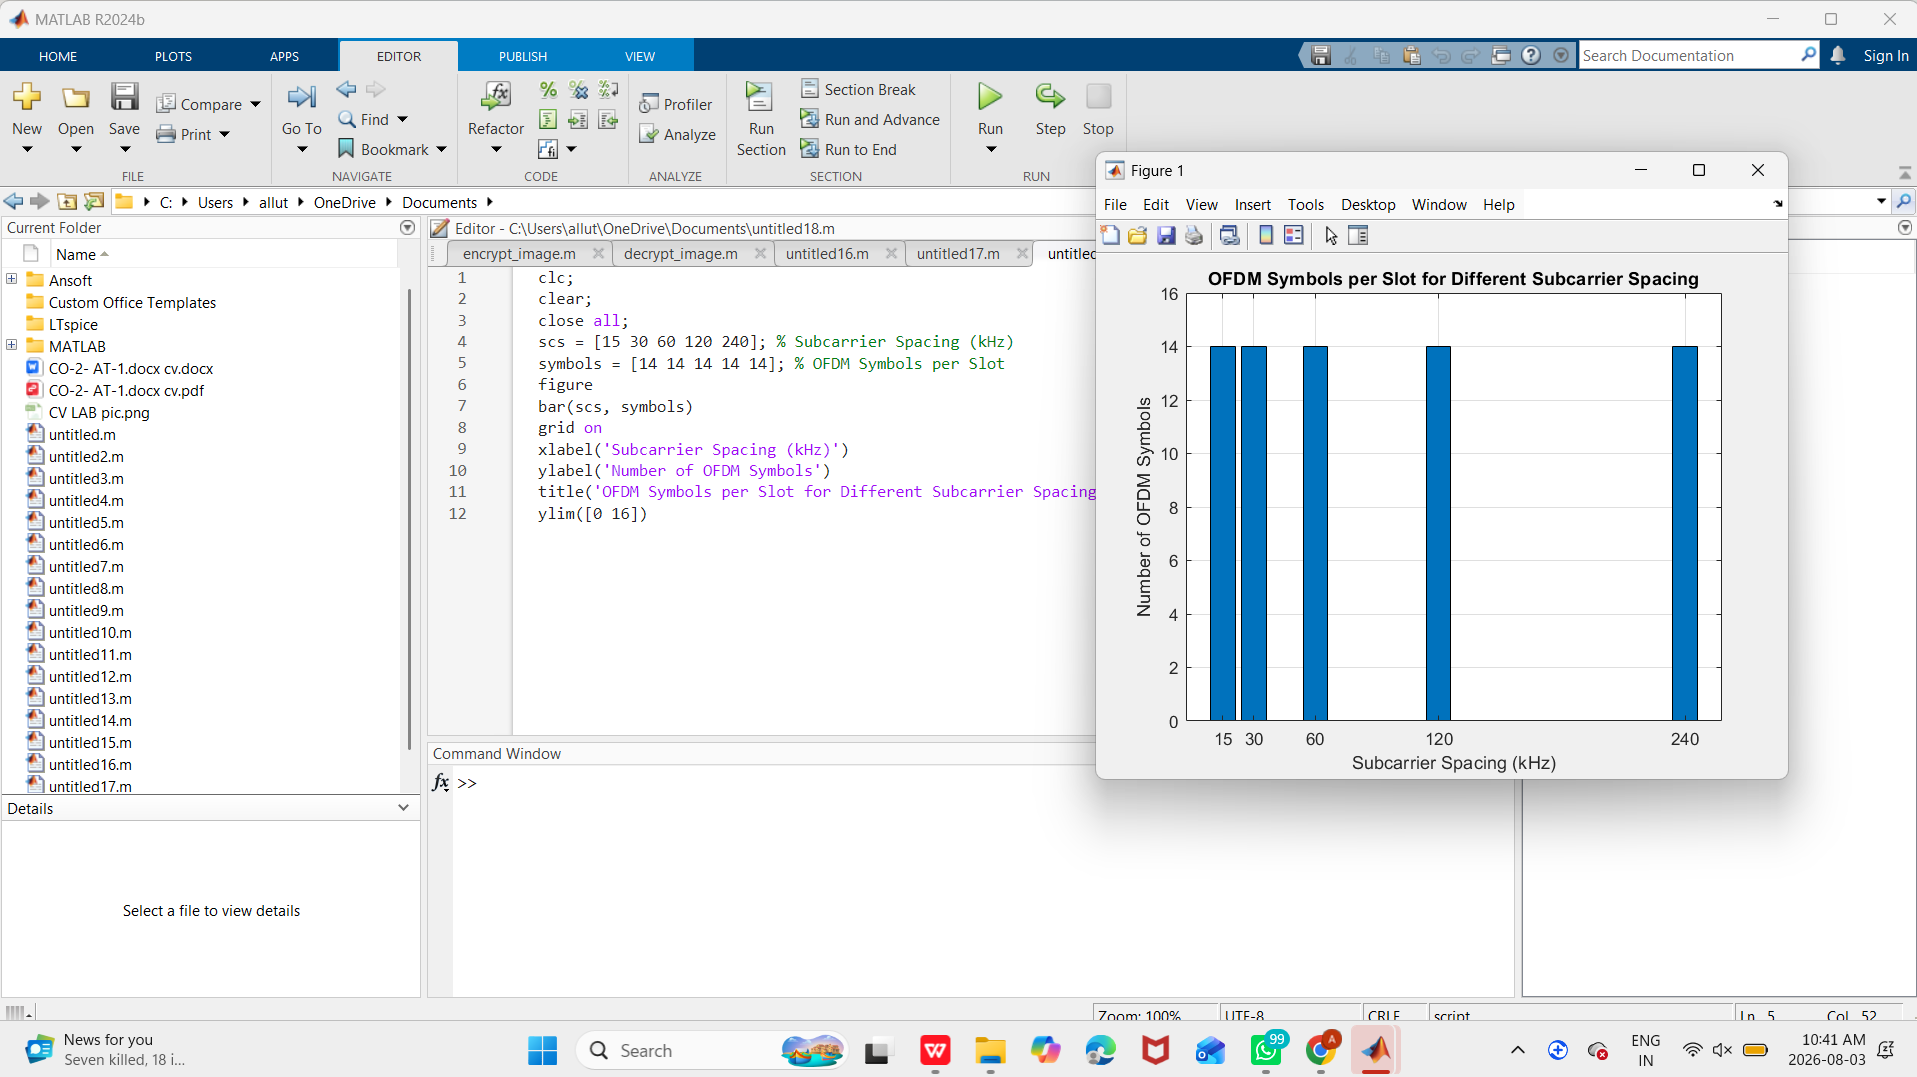 MATLAB R2024b
HOME PLOTS APPS EDITOR PUBLISH VIEW
Search Documentation
Sign In
New
Open
Save
Compare
Print
FILE
Go To
Find
Bookmark
NAVIGATE
Refactor
CODE
Profiler
Analyze
ANALYZE
Run Section
Section Break
Run and Advance
Run to End
SECTION
Run
Step
Stop
RUN
C: Users allut OneDrive Documents
Current Folder
Name
Ansoft
Custom Office Templates
LTspice
MATLAB
CO-2- AT-1.docx cv.docx
CO-2- AT-1.docx cv.pdf
CV LAB pic.png
untitled.m
untitled2.m
untitled3.m
untitled4.m
untitled5.m
untitled6.m
untitled7.m
untitled8.m
untitled9.m
untitled10.m
untitled11.m
untitled12.m
untitled13.m
untitled14.m
untitled15.m
untitled16.m
untitled17.m
Details
Select a file to view details
Editor - C:\Users\allut\OneDrive\Documents\untitled18.m
encrypt_image.m decrypt_image.m untitled16.m untitled17.m untitled
1 clc;
2 clear;
3 close all;
4 scs = [15 30 60 120 240]; % Subcarrier Spacing (kHz)
5 symbols = [14 14 14 14 14]; % OFDM Symbols per Slot
6 figure
7 bar(scs, symbols)
8 grid on
9 xlabel('Subcarrier Spacing (kHz)')
10 ylabel('Number of OFDM Symbols')
11 title('OFDM Symbols per Slot for Different Subcarrier Spacing
12 ylim([0 16])
Command Window
fx >>
Figure 1
File Edit View Insert Tools Desktop Window Help
OFDM Symbols per Slot for Different Subcarrier Spacing
Number of OFDM Symbols
16
14
12
10
8
6
4
2
0
15 30 60 120 240
Subcarrier Spacing (kHz)
Zoom: 100% UTF-8 CRLF script Ln 5 Col 52
News for you
Seven killed, 18 i...
Search
99
A
ENG
IN
10:41 AM
2026-08-03